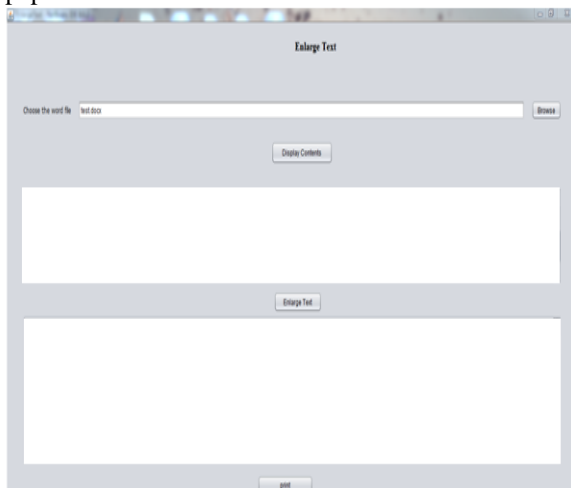 Enlarge Text
Choose the word file test.docx Browse
Display Contents
Enlarge Text
print